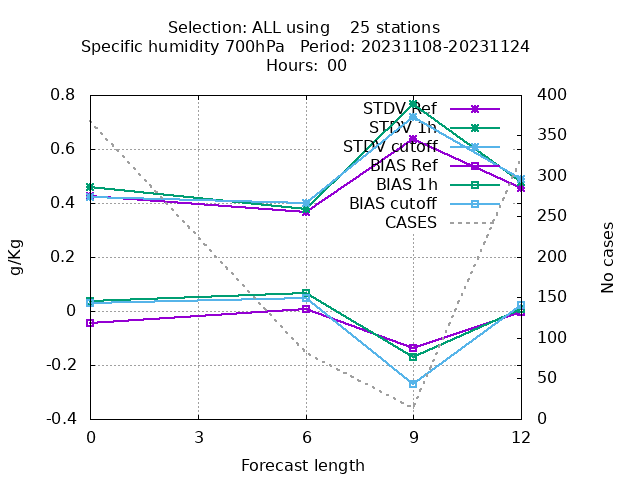 Selection: ALL using    25 stations
Specific humidity 700hPa   Period: 20231108-20231124
Hours: 00
0.8
0.6
0.4
0.2
0
-0.2
-0.4
g/Kg
STDV Ref
STDV 1h
STDV cutoff
BIAS Ref
BIAS 1h
BIAS cutoff
CASES
400
350
300
250
200
150
100
50
0
No cases
0 3 6 9 12
Forecast length